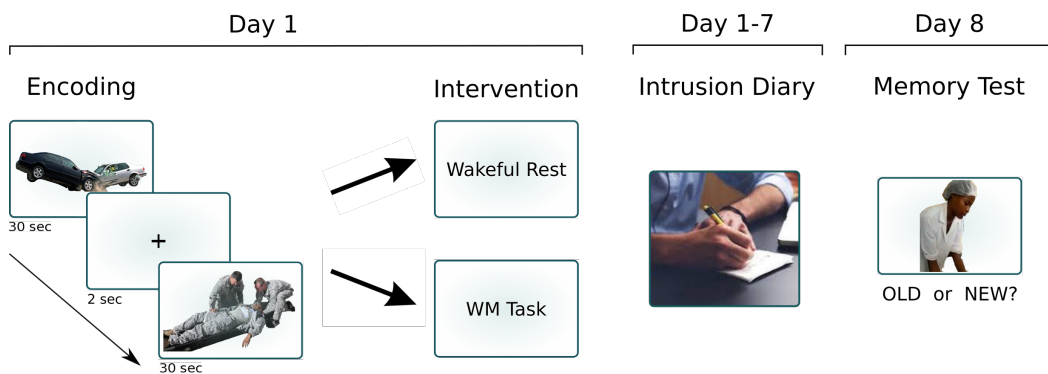 Day 1
Day 1-7
Day 8
Encoding
Intervention
Intrusion Diary
Memory Test
30 sec
+
2 sec
30 sec
Wakeful Rest
WM Task
OLD or NEW?